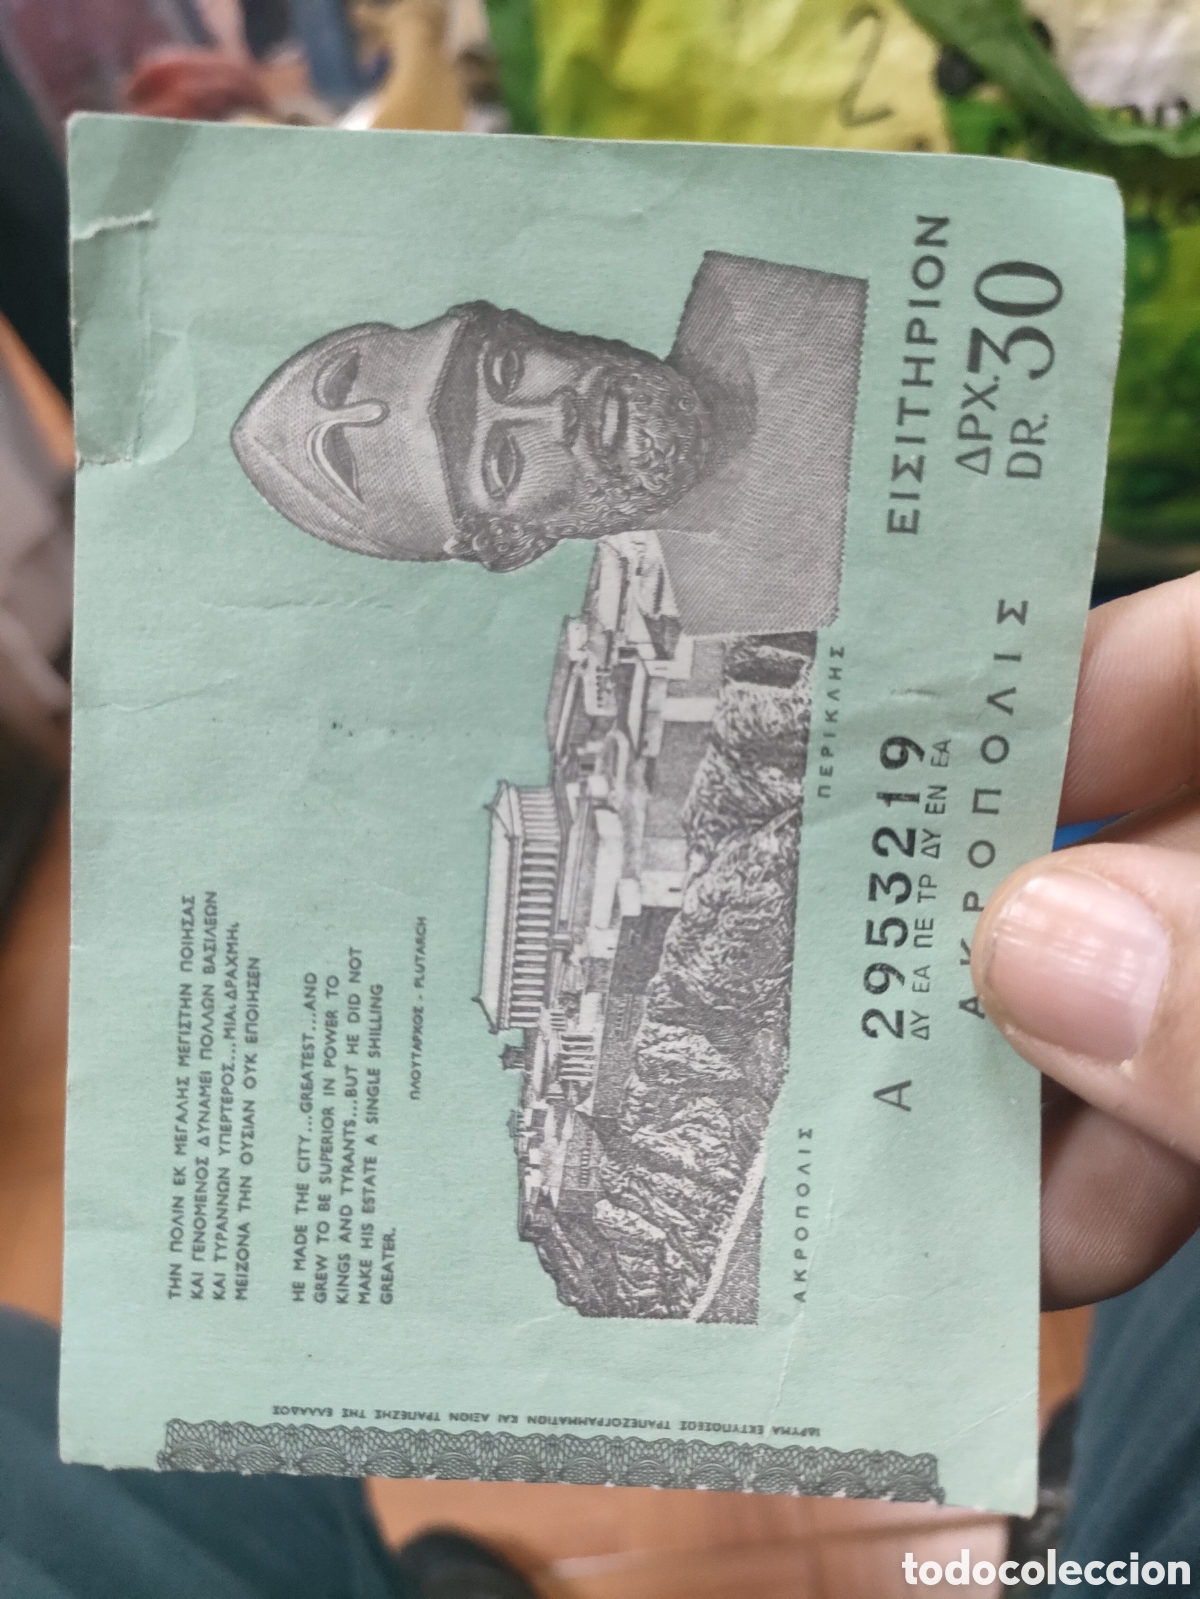 ΤΗΝ ΠΟΛΙΝ ΕΚ ΜΕΓΑΛΗΣ ΜΕΓΙΣΤΗΝ ΠΟΙΗΣΑΣ
ΚΑΙ ΓΕΝΟΜΕΝΟΣ ΔΥΝΑΜΕΙ ΠΟΛΛΩΝ ΒΑΣΙΛΕΩΝ
ΚΑΙ ΤΥΡΑΝΝΩΝ ΥΠΕΡΤΕΡΟΣ...ΜΙΑι ΔΡΑΧΜΗι
ΜΕΙΖΟΝΑ ΤΗΝ ΟΥΣΙΑΝ ΟΥΚ ΕΠΟΙΗΣΕΝ
HE MADE THE CITY...GREATEST...AND
GREW TO BE SUPERIOR IN POWER TO
KINGS AND TYRANTS...BUT HE DID NOT
MAKE HIS ESTATE A SINGLE SHILLING
GREATER.
ΠΛΟΥΤΑΡΧΟΣ - PLUTARCH
ΑΚΡΟΠΟΛΙΣ
ΠΕΡΙΚΛΗΣ
Α 2953219
ΔΥ ΕΑ ΠΕ ΤΡ ΔΥ ΕΝ ΕΑ
ΕΙΣΙΤΗΡΙΟΝ
ΑΚΡΟΠΟΛΙΣ
ΔΡΧ. 30
DR.
ΙΔΡΥΜΑ ΕΚΤΥΠΩΣΕΩΣ ΤΡΑΠΕΖΟΓΡΑΜΜΑΤΙΩΝ ΚΑΙ ΑΞΙΩΝ ΤΡΑΠΕΖΗΣ ΤΗΣ ΕΛΛΑΔΟΣ
2
todocoleccion